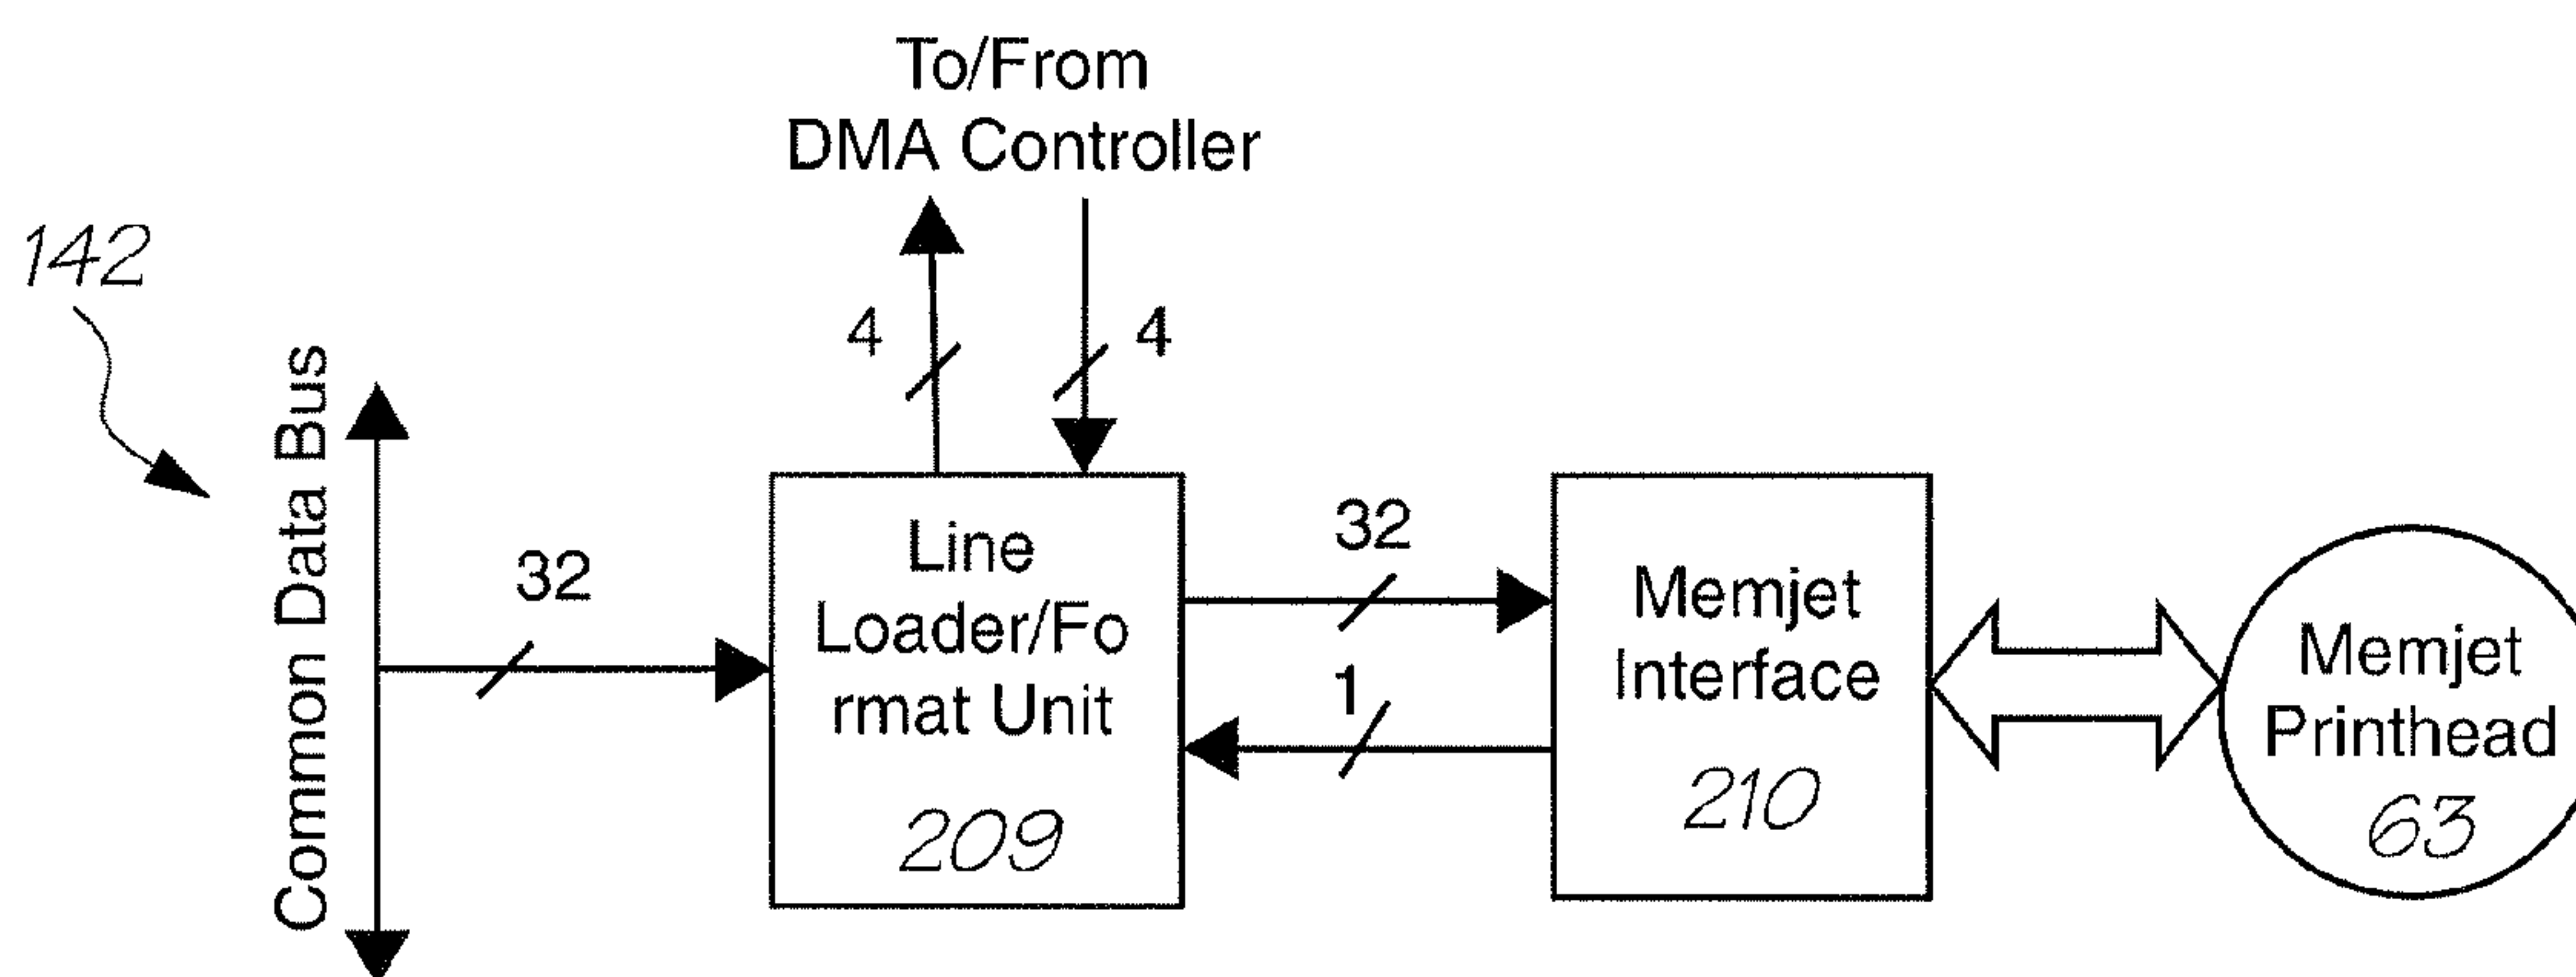 To/From
DMA Controller
142
4
4
Common Data Bus
32
Line
Loader/Fo
rmat Unit
209
32
1
Memjet
Interface
210
Memjet
Printhead
63